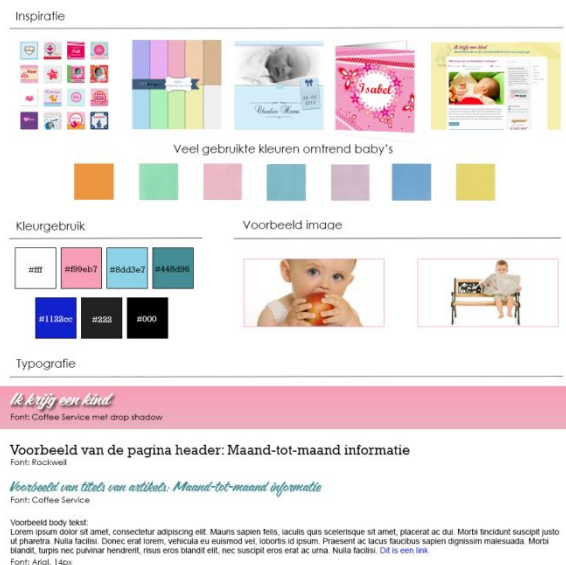 Inspiratie
Isabel
Ik krijg een kind
Veel gebruikte kleuren omtrend baby's
Kleurgebruik
Voorbeeld image
#fff
#f99eb7
#8dd3e7
#448d96
#1122cc
#222
#000
Typografie
Ik krijg een kind
Font: Coffee Service met drop shadow
Voorbeeld van de pagina header: Maand-tot-maand informatie
Font: Rockwell
Voorbeeld van titels van artikels: Maand-tot-maand informatie
Font: Coffee Service
Voorbeeld body tekst:
Lorem ipsum dolor sit amet, consectetur adipiscing elit. Mauris sapien felis, iaculis quis scelerisque sit amet, placerat ac dui. Morbi tincidunt suscipit justo
ut pharetra. Nulla facilisi. Donec erat lorem, vehicula eu euismod vel, lobortis id ipsum. Praesent ac lacus faucibus sapien dignissim malesuada. Morbi
blandit, turpis nec pulvinar hendrerit, risus eros blandit elit, nec suscipit eros erat ac urna. Nulla facilisi. Dit is een link
Font: Arial, 14px